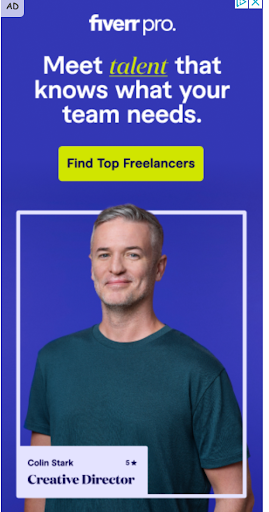 AD
fiverr pro.
Meet talent that
knows what your
team needs.
Find Top Freelancers
Colin Stark 5★
Creative Director